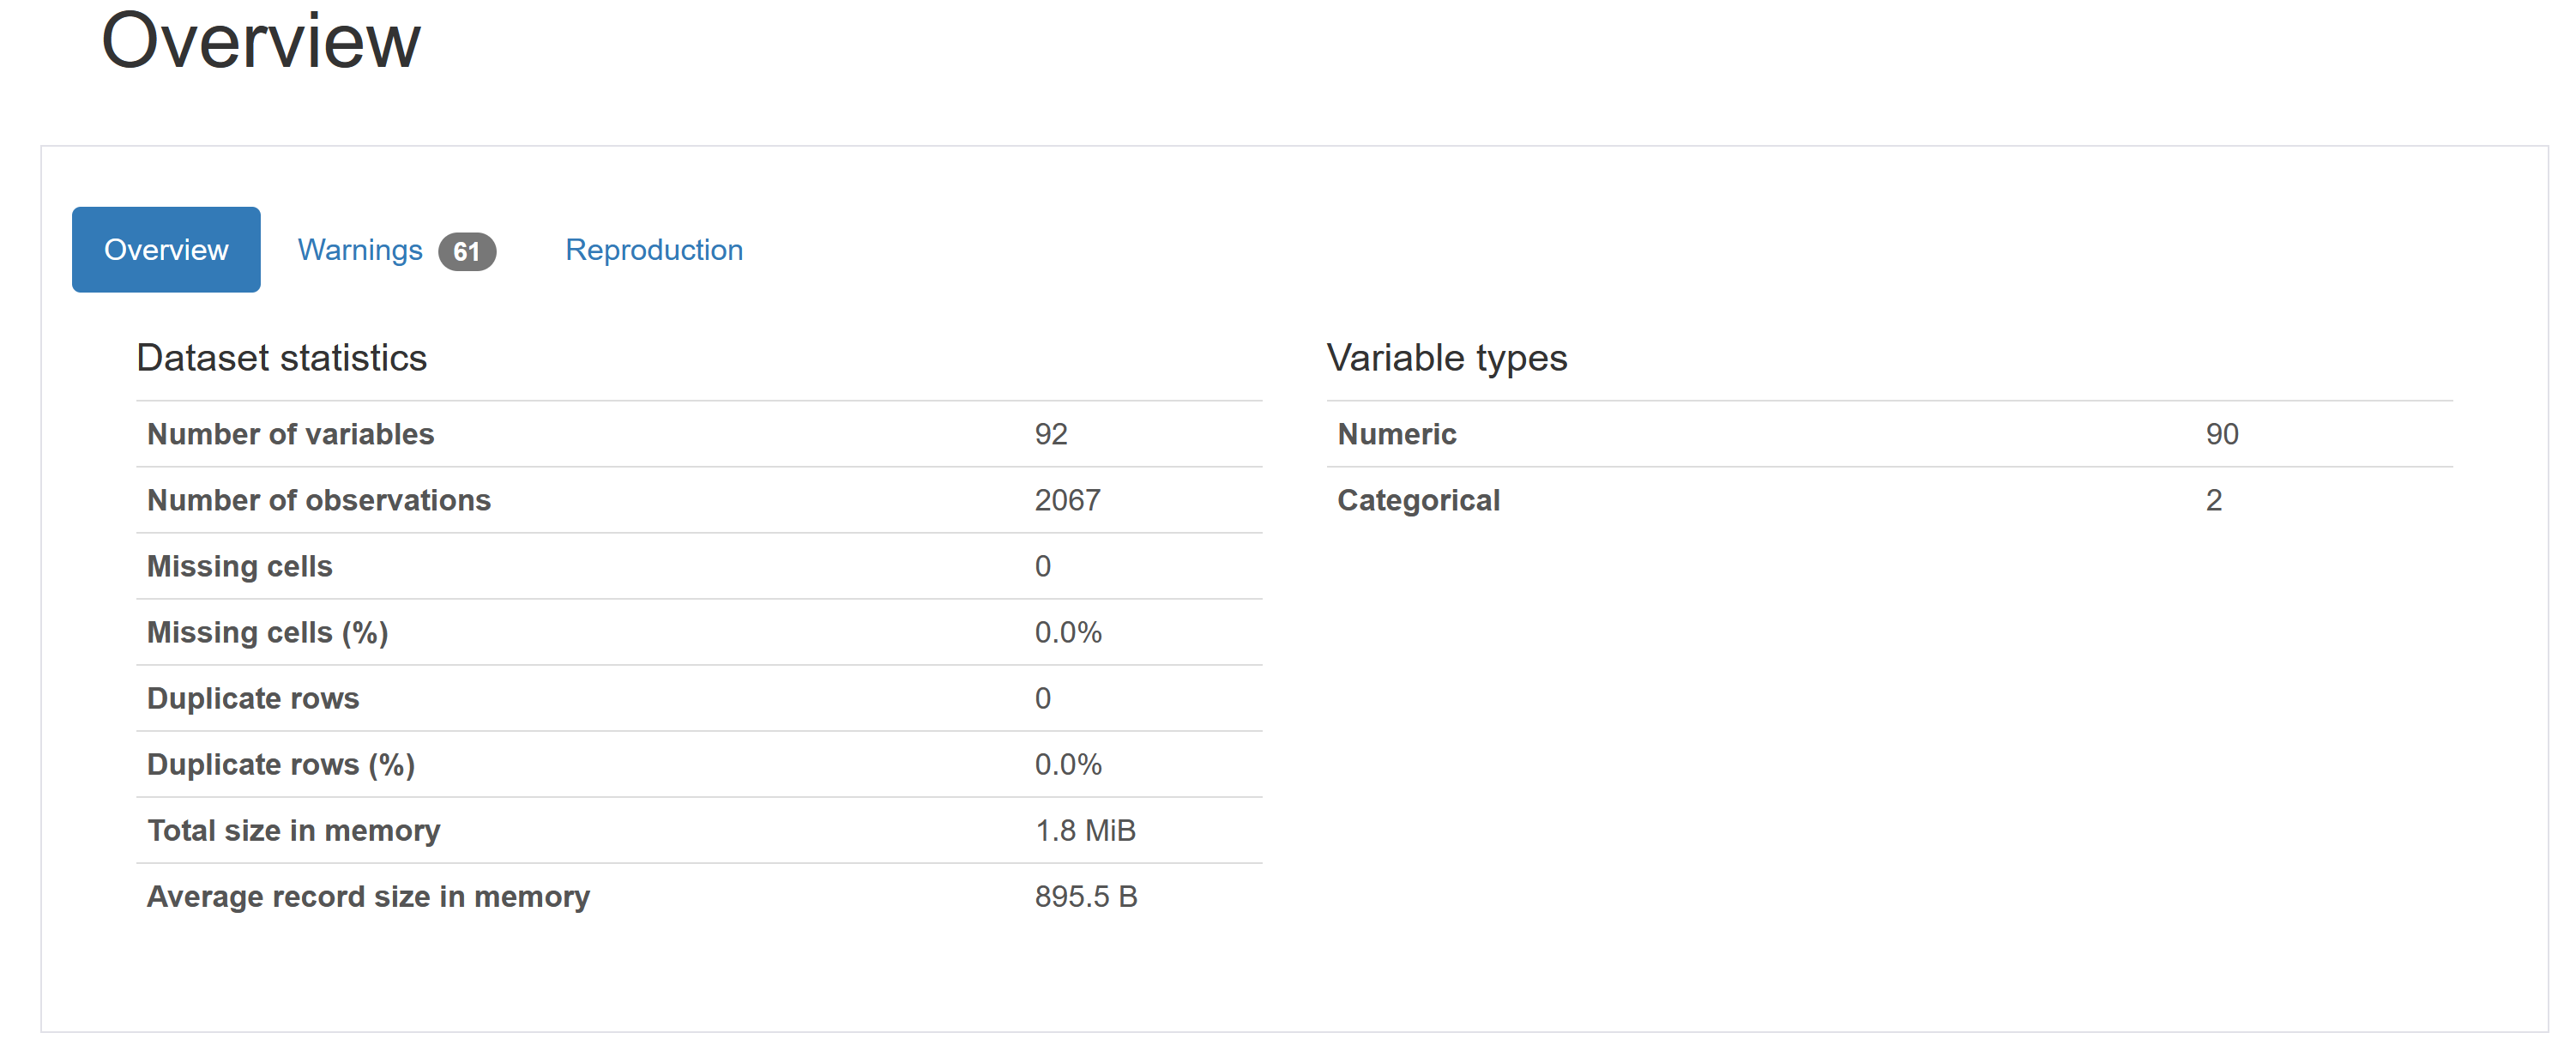 Overview
Overview Warnings 61 Reproduction
Dataset statistics
Number of variables 92
Number of observations 2067
Missing cells 0
Missing cells (%) 0.0%
Duplicate rows 0
Duplicate rows (%) 0.0%
Total size in memory 1.8 MiB
Average record size in memory 895.5 B
Variable types
Numeric 90
Categorical 2